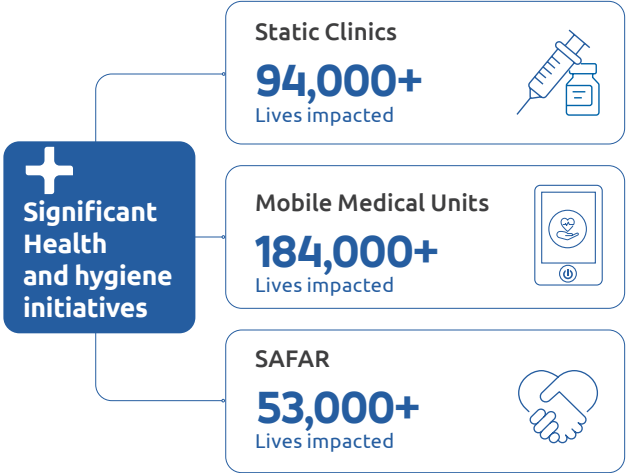 Significant
Health
and hygiene
initiatives
Static Clinics
94,000+
Lives impacted
Mobile Medical Units
184,000+
Lives impacted
SAFAR
53,000+
Lives impacted